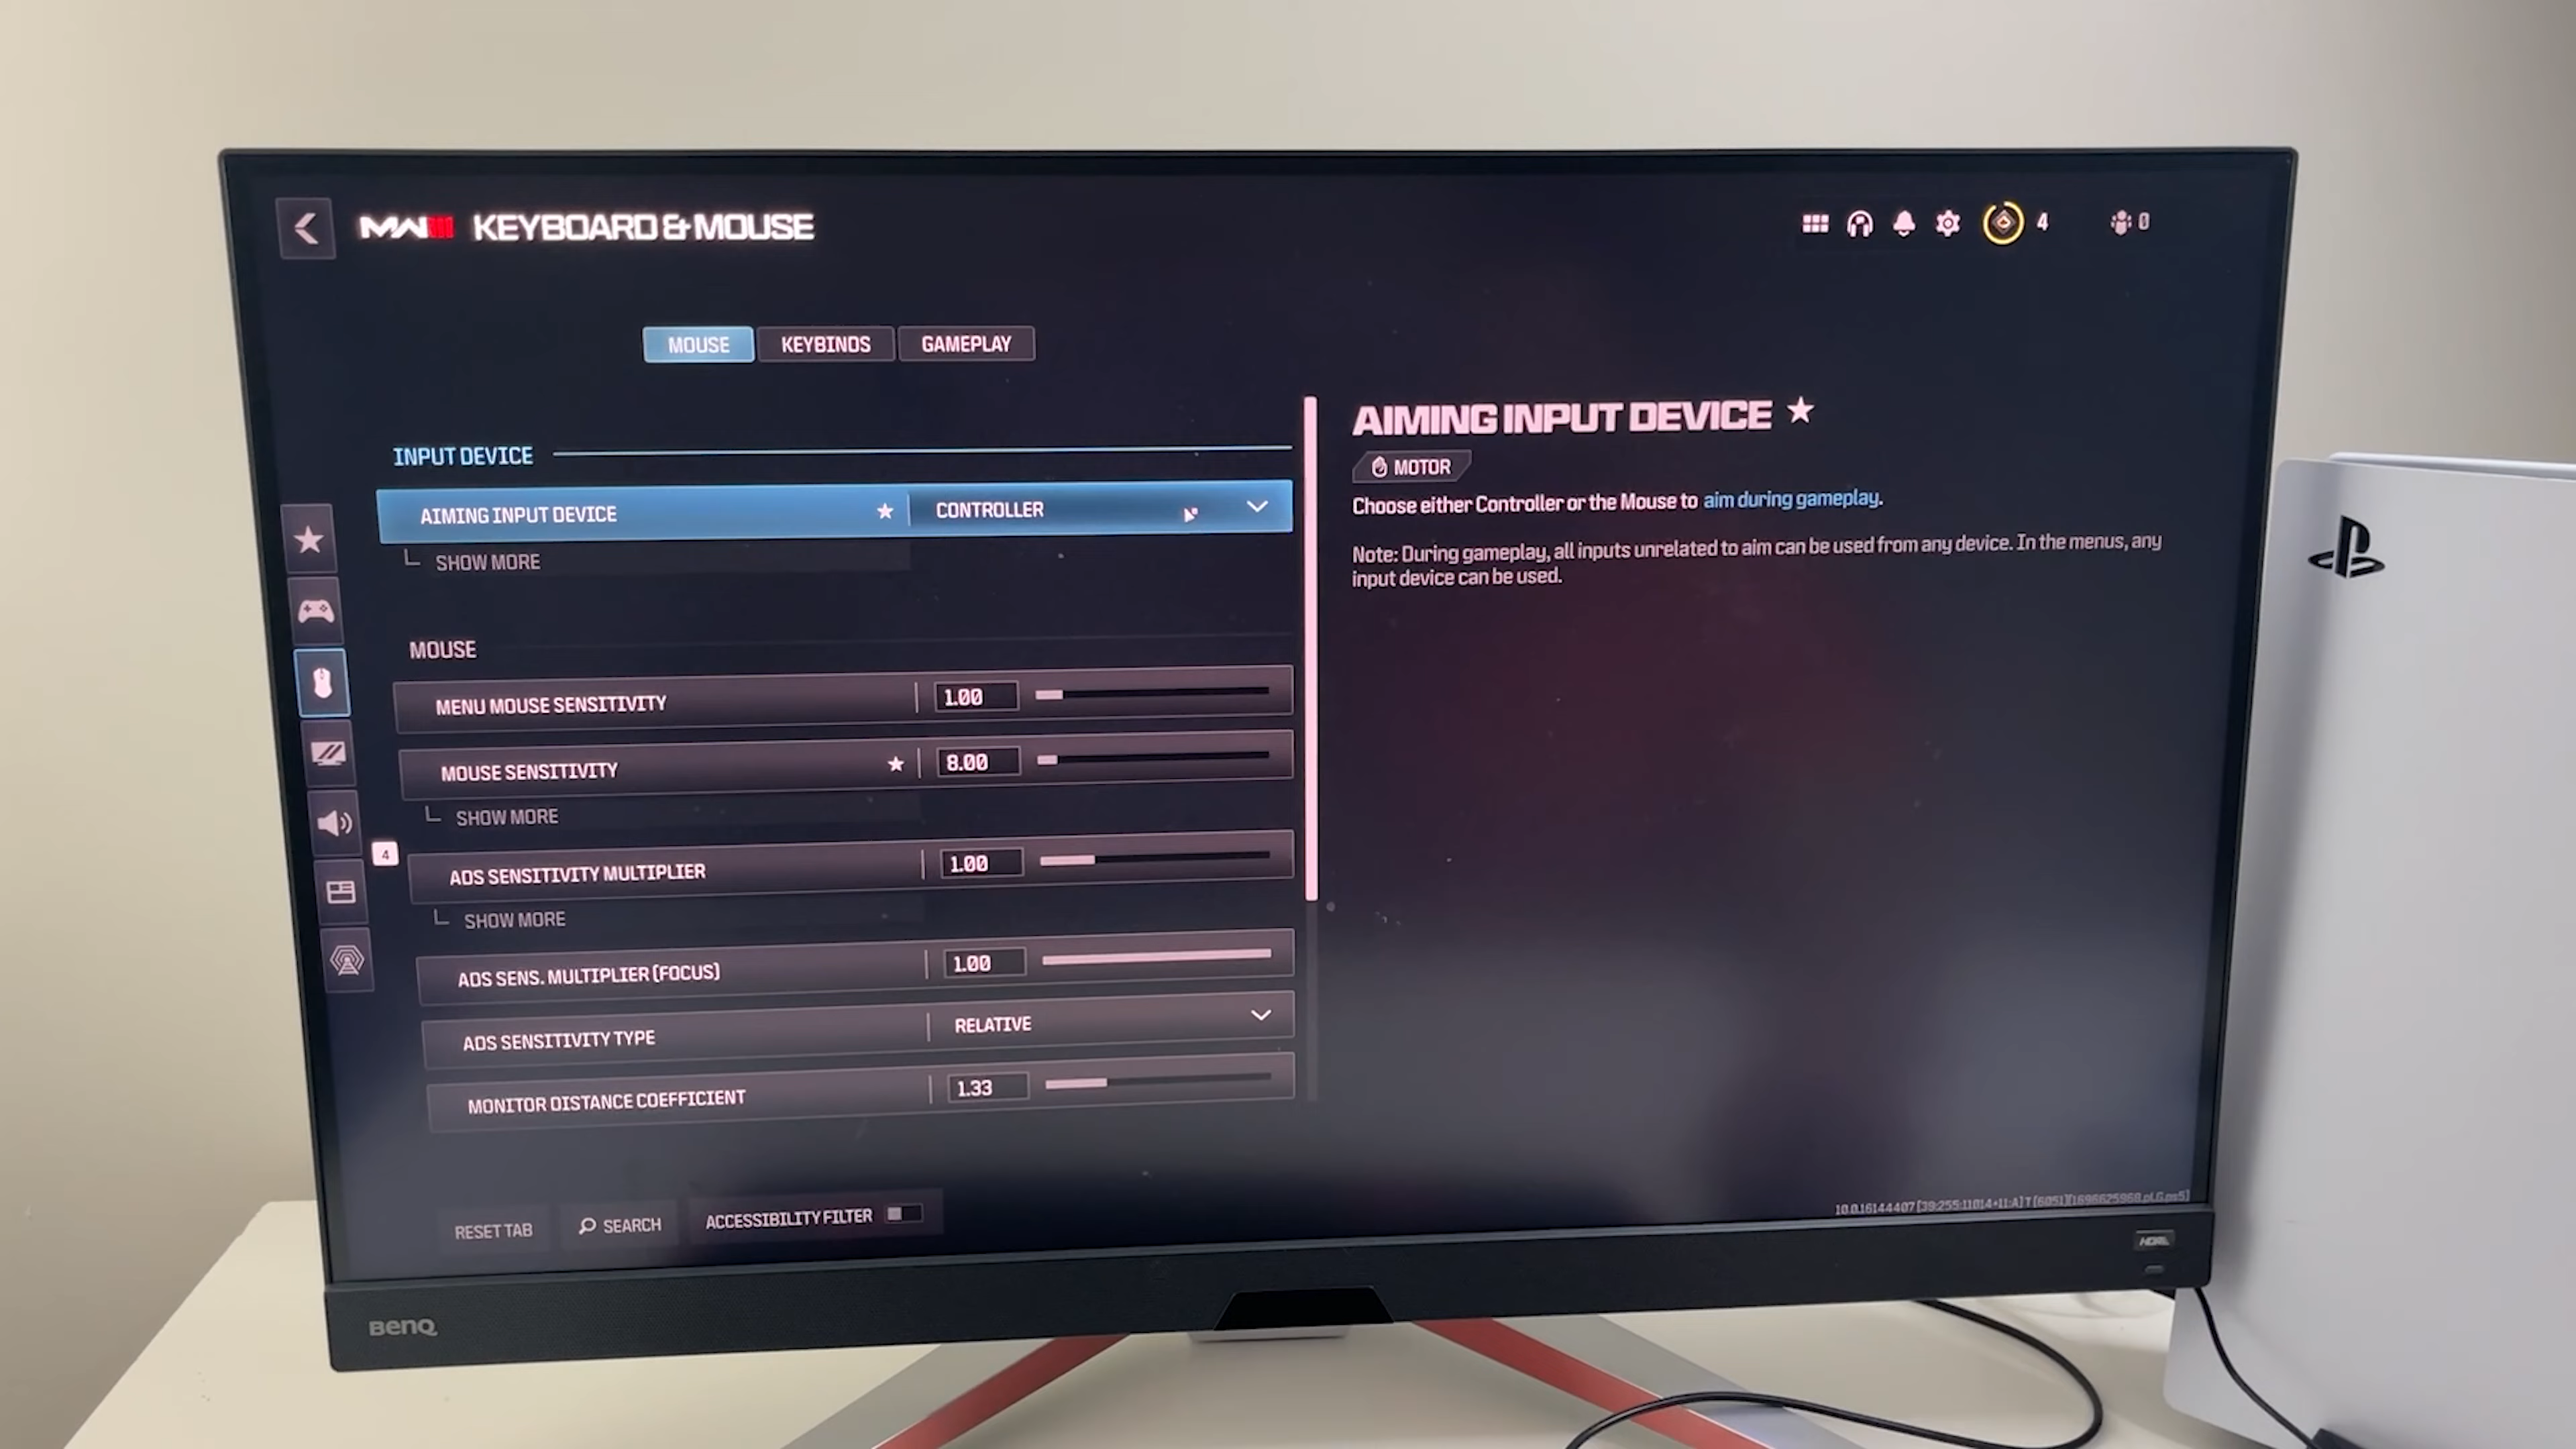 MWIII KEYBOARD & MOUSE
4
0
MOUSE
KEYBINDS
GAMEPLAY
INPUT DEVICE
AIMING INPUT DEVICE
CONTROLLER
SHOW MORE
MOUSE
MENU MOUSE SENSITIVITY
1.00
MOUSE SENSITIVITY
8.00
SHOW MORE
4
ADS SENSITIVITY MULTIPLIER
1.00
SHOW MORE
ADS SENS. MULTIPLIER (FOCUS)
1.00
ADS SENSITIVITY TYPE
RELATIVE
MONITOR DISTANCE COEFFICIENT
1.33
RESET TAB
SEARCH
ACCESSIBILITY FILTER
AIMING INPUT DEVICE
MOTOR
Choose either Controller or the Mouse to aim during gameplay.
Note: During gameplay, all inputs unrelated to aim can be used from any device. In the menus, any
input device can be used.
BenQ